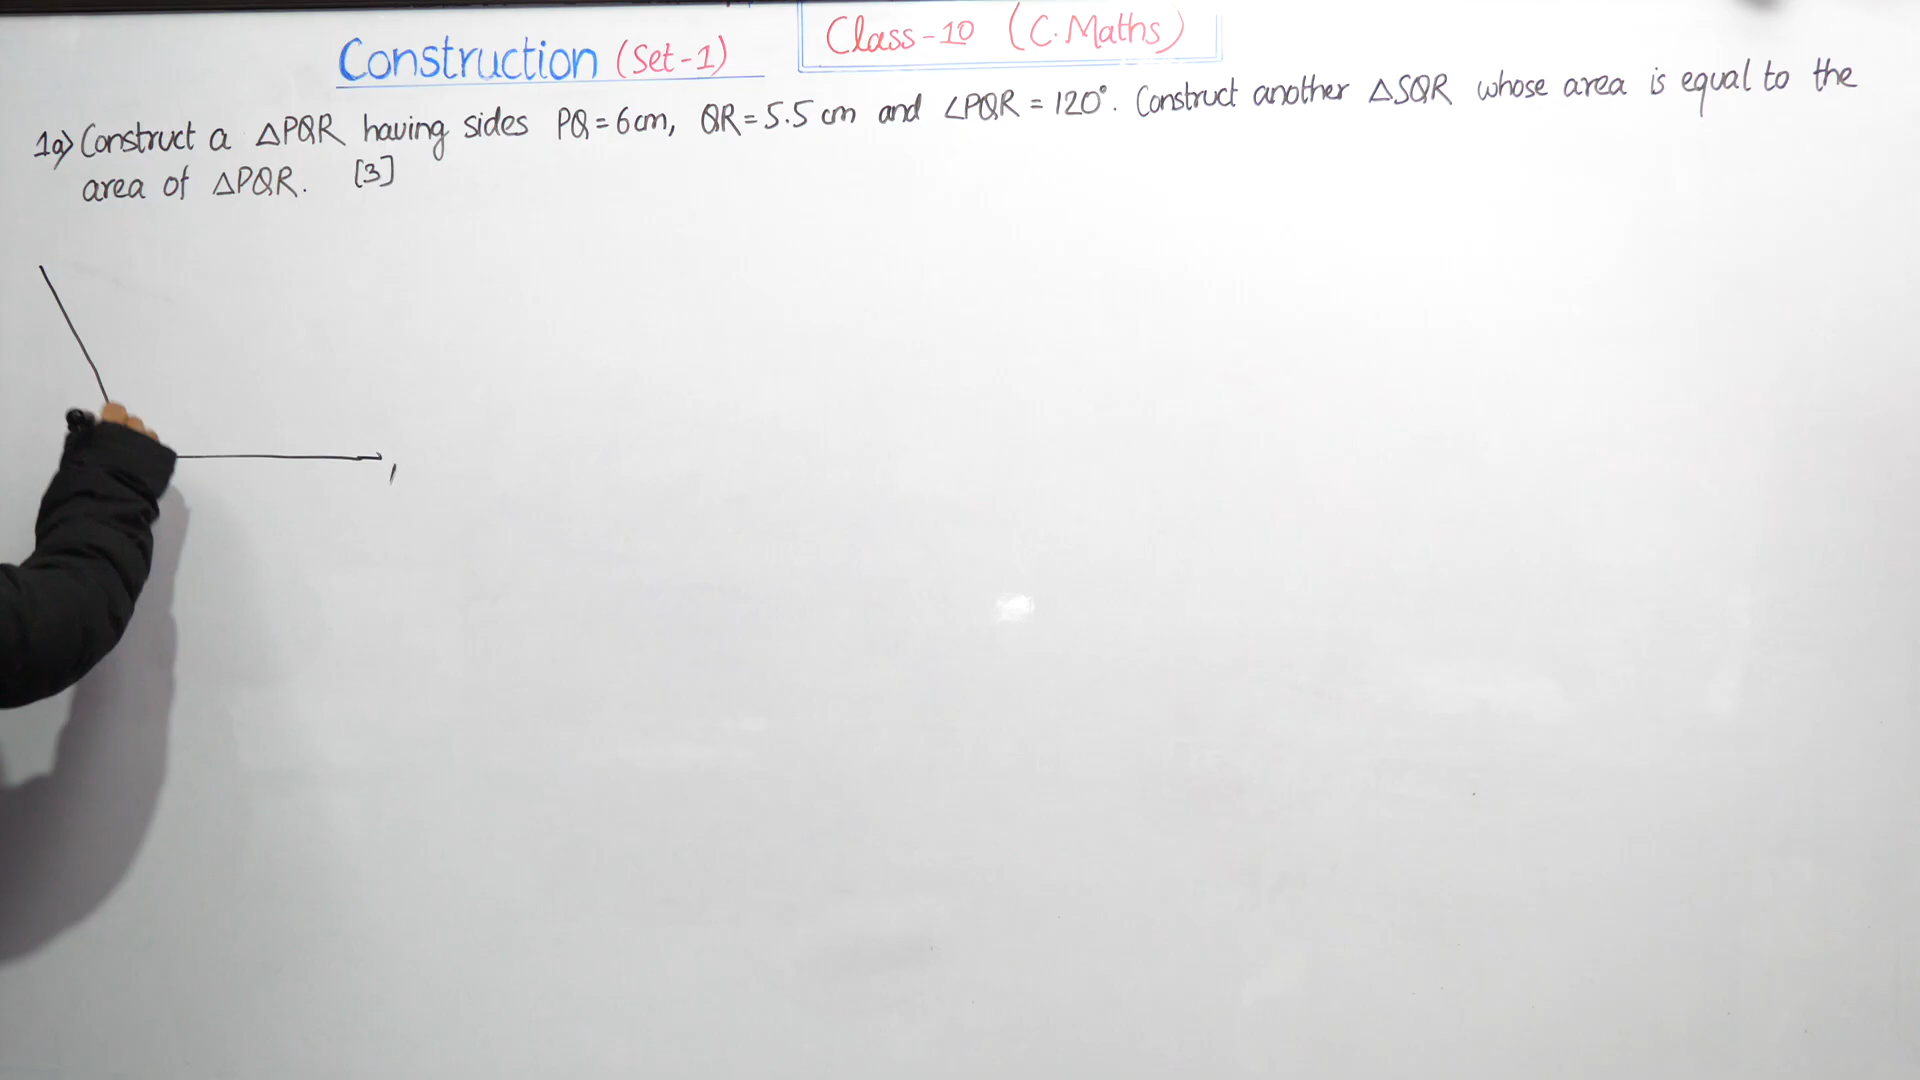 Construction (Set-1)
Class-10 (C.Maths)
1a) Construct a △PQR having sides PQ = 6cm, QR = 5.5 cm and ∠PQR = 120°. Construct another △SQR whose area is equal to the
area of △PQR. [3]